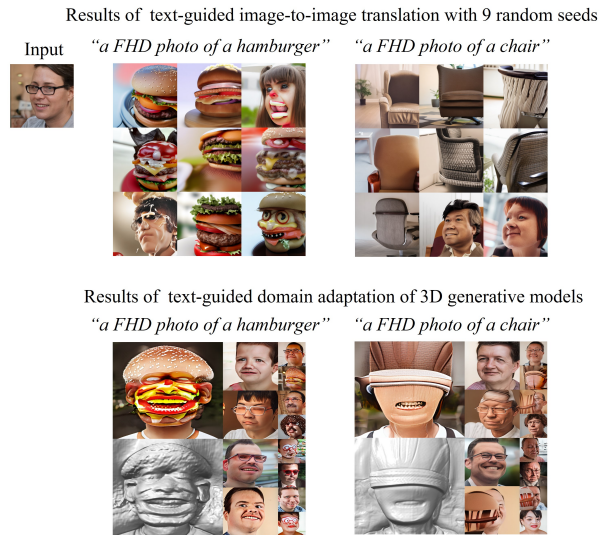 Results of text-guided image-to-image translation with 9 random seeds
Input
“a FHD photo of a hamburger”
“a FHD photo of a chair”
Results of text-guided domain adaptation of 3D generative models
“a FHD photo of a hamburger”
“a FHD photo of a chair”